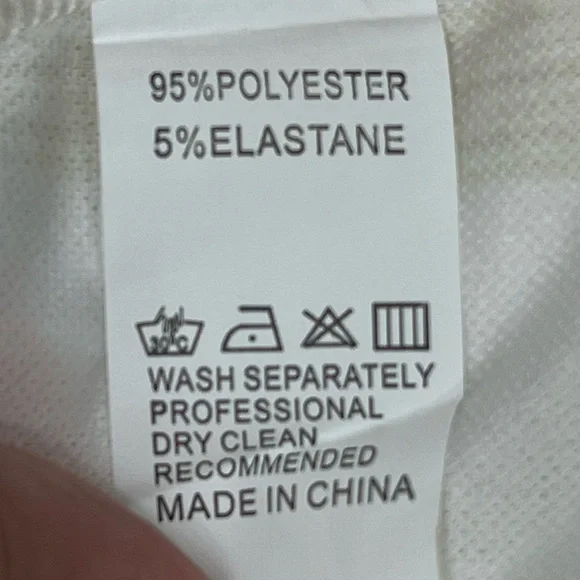 95%POLYESTER
5%ELASTANE
30°C
WASH SEPARATELY
PROFESSIONAL
DRY CLEAN
RECOMMENDED
MADE IN CHINA